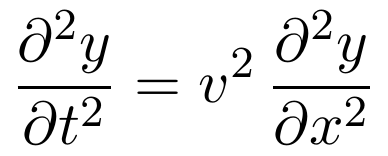 ∂²y/∂t² = v² ∂²y/∂x²